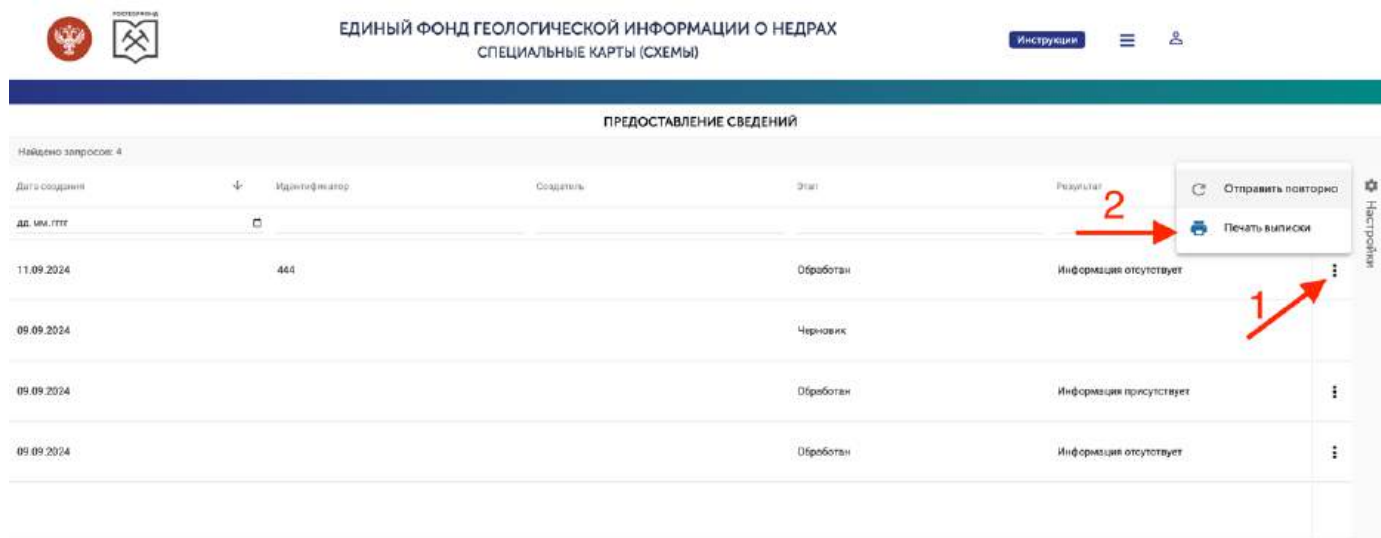 РОСГЕОЛФОНД
ЕДИНЫЙ ФОНД ГЕОЛОГИЧЕСКОЙ ИНФОРМАЦИИ О НЕДРАХ
СПЕЦИАЛЬНЫЕ КАРТЫ (СХЕМЫ)
Инструкции
ПРЕДОСТАВЛЕНИЕ СВЕДЕНИЙ
Найдено запросов: 4
Дата создания Идентификатор Создатель Этап Результат
Отправить повторно
Настройки
2
дд.мм.гггг
Печать выписки
11.09.2024 444 Обработан Информация отсутствует
1
09.09.2024 Черновик
09.09.2024 Обработан Информация присутствует
09.09.2024 Обработан Информация отсутствует